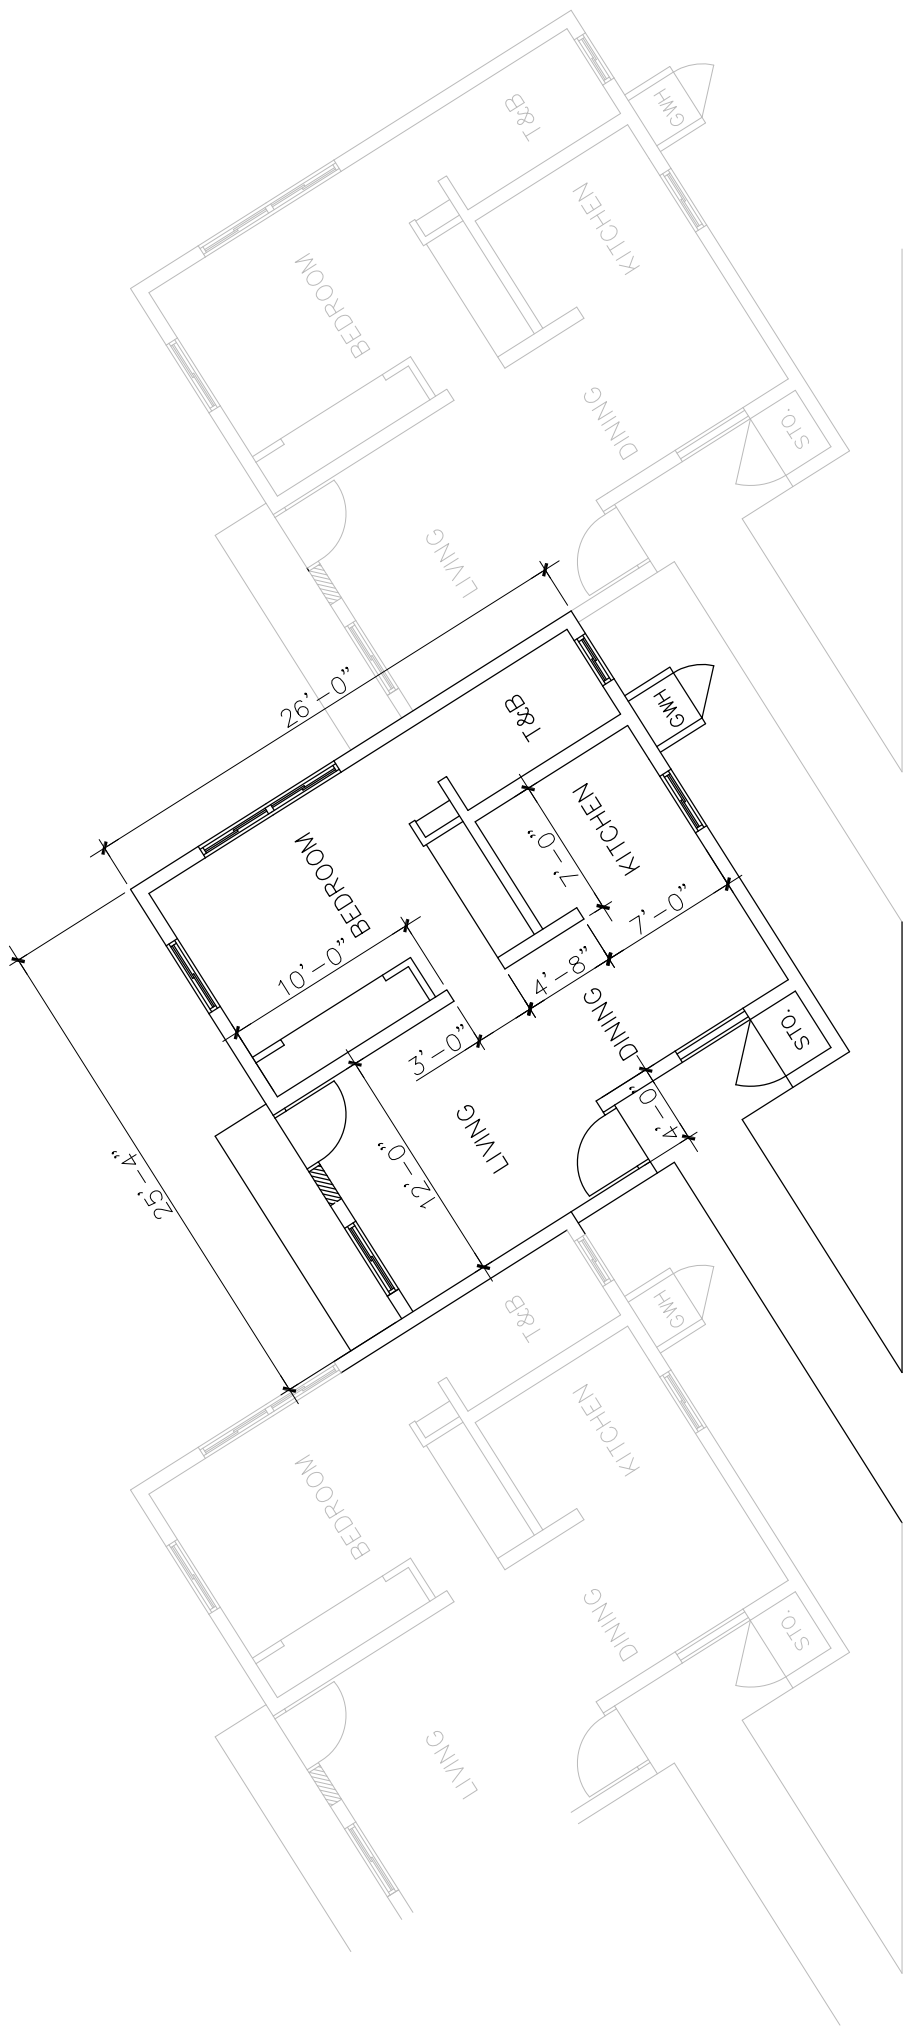 T&B
GWH
KITCHEN
BEDROOM
DINING
STO.
LIVING
26'-0"
T&B
GWH
KITCHEN
7'-0"
BEDROOM
7'-0"
10'-0"
4'-8"
DINING
STO.
3'-0"
4'-0"
LIVING
12'-0"
25'-4"
T&B
GWH
KITCHEN
BEDROOM
DINING
STO.
LIVING